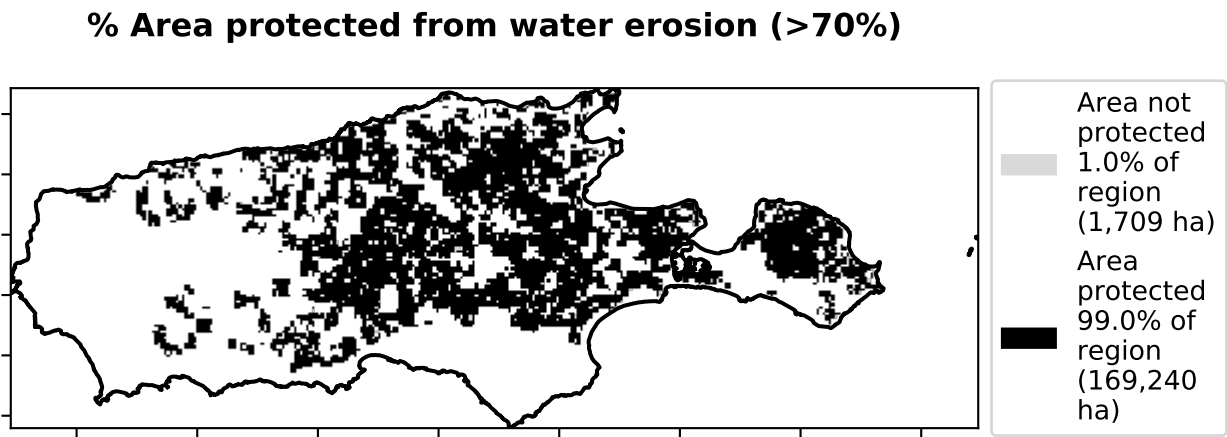 % Area protected from water erosion (>70%)
Area not
protected
1.0% of
region
(1,709 ha)
Area
protected
99.0% of
region
(169,240
ha)